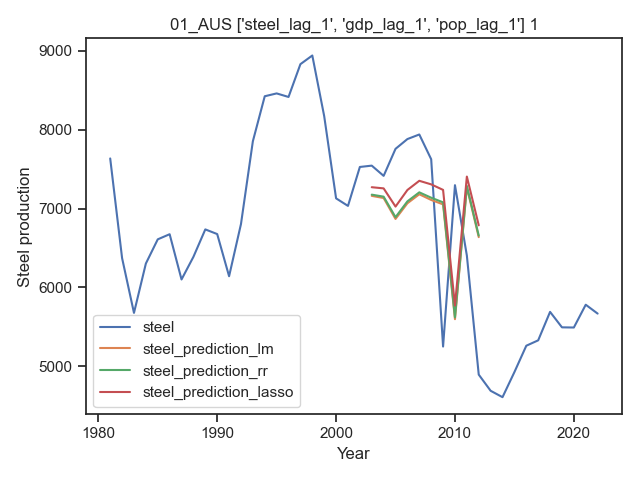 01_AUS ['steel_lag_1', 'gdp_lag_1', 'pop_lag_1'] 1
Steel production
9000
8000
7000
6000
5000
steel
steel_prediction_lm
steel_prediction_rr
steel_prediction_lasso
1980
1990
2000
2010
2020
Year